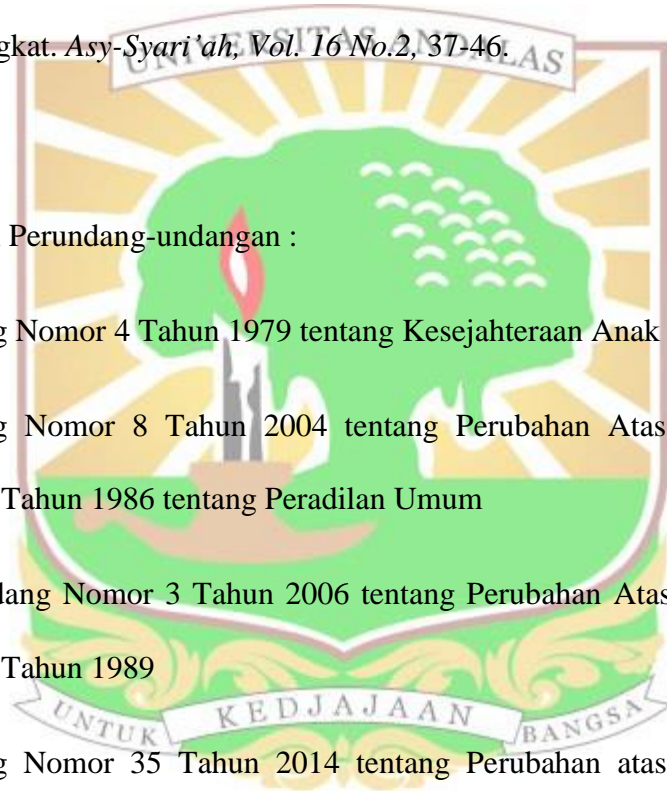 gkat. Asy-Syari’ah, Vol. 16 No.2, 37-46.
UNIVERSITAS ANDALAS
Perundang-undangan :
g Nomor 4 Tahun 1979 tentang Kesejahteraan Anak
g Nomor 8 Tahun 2004 tentang Perubahan Atas
Tahun 1986 tentang Peradilan Umum
dang Nomor 3 Tahun 2006 tentang Perubahan Atas
Tahun 1989
UNTUK KEDJAJAAN BANGSA
g Nomor 35 Tahun 2014 tentang Perubahan atas